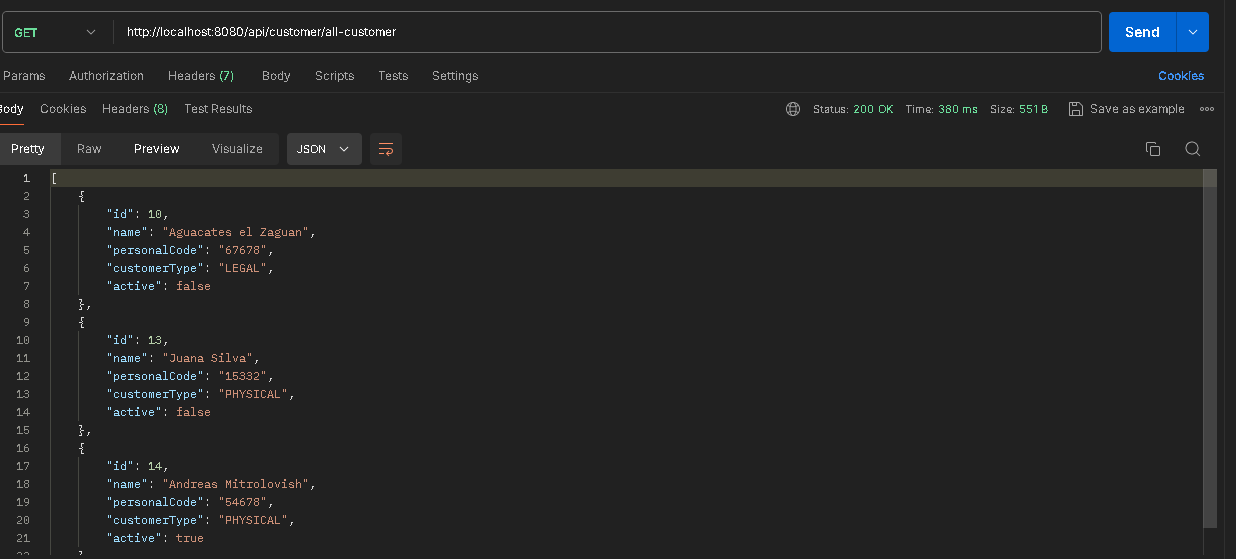 GET http://localhost:8080/api/customer/all-customer Send
Params Authorization Headers (7) Body Scripts Tests Settings Cookies
Body Cookies Headers (8) Test Results Status: 200 OK Time: 380 ms Size: 551 B Save as example
Pretty Raw Preview Visualize JSON
1 [
2 {
3 "id": 10,
4 "name": "Aguacates el Zaguan",
5 "personalCode": "67678",
6 "customerType": "LEGAL",
7 "active": false
8 },
9 {
10 "id": 13,
11 "name": "Juana Silva",
12 "personalCode": "15332",
13 "customerType": "PHYSICAL",
14 "active": false
15 },
16 {
17 "id": 14,
18 "name": "Andreas Mitrolovish",
19 "personalCode": "54678",
20 "customerType": "PHYSICAL",
21 "active": true